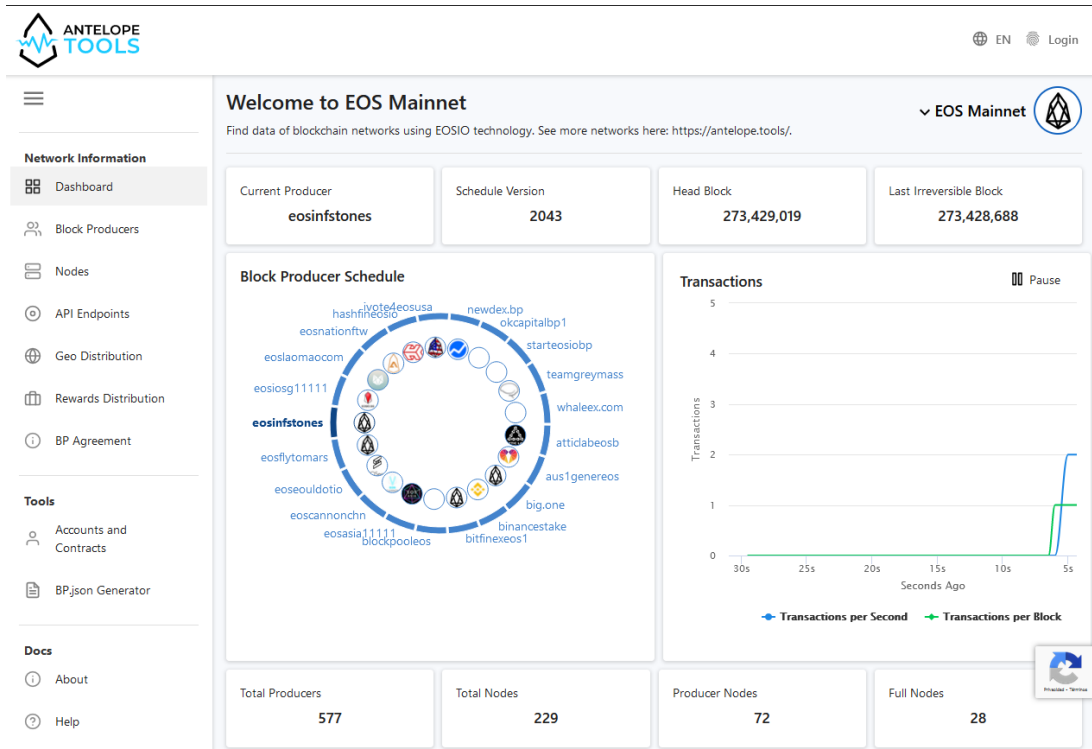 ANTELOPE
TOOLS
EN
Login
Welcome to EOS Mainnet
Find data of blockchain networks using EOSIO technology. See more networks here: https://antelope.tools/.
EOS Mainnet
Network Information
Dashboard
Block Producers
Nodes
API Endpoints
Geo Distribution
Rewards Distribution
BP Agreement
Tools
Accounts and
Contracts
BP.json Generator
Docs
About
Help
Current Producer
eosinfstones
Schedule Version
2043
Head Block
273,429,019
Last Irreversible Block
273,428,688
Block Producer Schedule
ivote4eosusa
newdex.bp
hashfineosio
okcapitalbp1
eosnationftw
starteosiobp
eoslaomaocom
teamgreymass
eosiosg11111
whaleex.com
eosinfstones
atticlabeosb
eosflytomars
aus1genereos
eoseouldotio
big.one
eoscannonchn
binancestake
eosasia11111
bitfinexeos1
blockpooleos
Transactions
Pause
5
4
3
2
1
0
Transactions
30s 25s 20s 15s 10s 5s
Seconds Ago
Transactions per Second
Transactions per Block
Total Producers
577
Total Nodes
229
Producer Nodes
72
Full Nodes
28
Privacidad - Términos